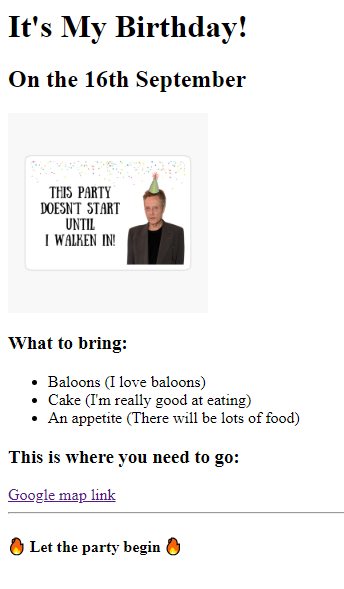 It's My Birthday!
On the 16th September
THIS PARTY
DOESN'T START
UNTIL
I WALKEN IN!
What to bring:
Baloons (I love baloons)
Cake (I'm really good at eating)
An appetite (There will be lots of food)
This is where you need to go:
Google map link
🔥 Let the party begin 🔥